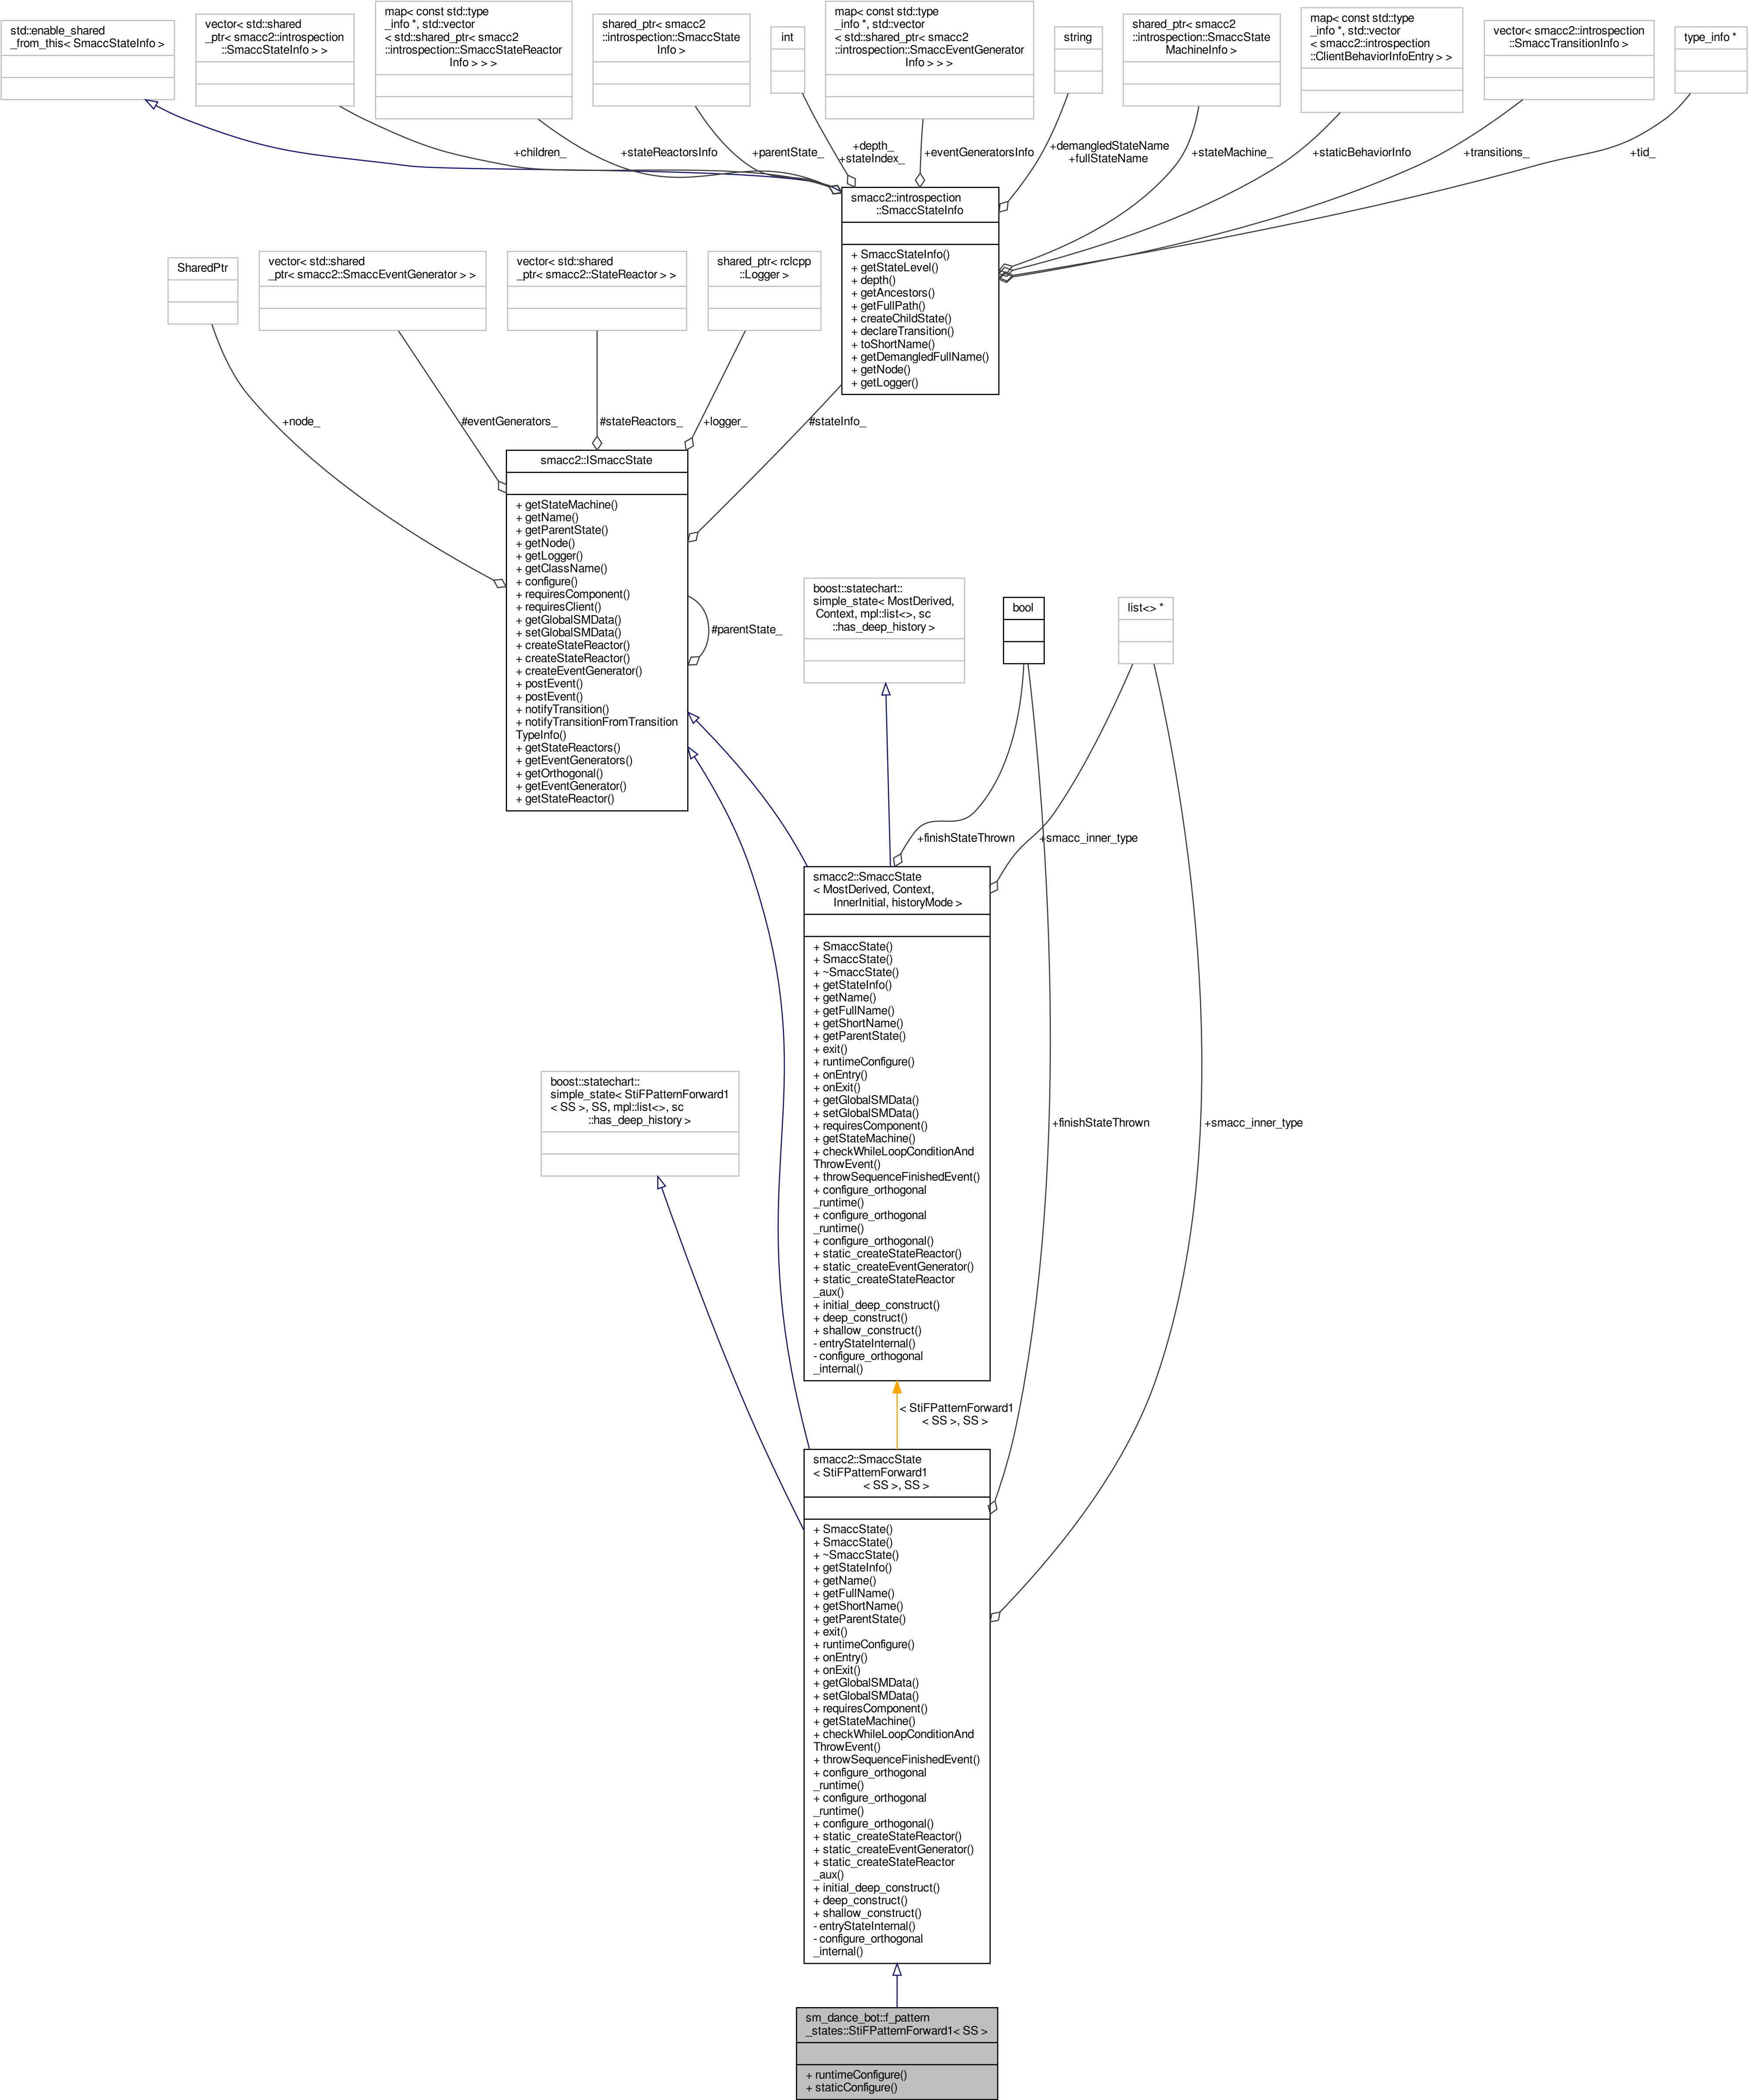 std::enable_shared
_from_this< SmaccStateInfo >
vector< std::shared
_ptr< smacc2::introspection
::SmaccStateInfo > >
map< const std::type
_info *, std::vector
< std::shared_ptr< smacc2
::introspection::SmaccStateReactor
Info > > >
shared_ptr< smacc2
::introspection::SmaccState
Info >
int
map< const std::type
_info *, std::vector
< std::shared_ptr< smacc2
::introspection::SmaccEventGenerator
Info > > >
string
shared_ptr< smacc2
::introspection::SmaccState
MachineInfo >
map< const std::type
_info *, std::vector
< smacc2::introspection
::ClientBehaviorInfoEntry > >
vector< smacc2::introspection
::SmaccTransitionInfo >
type_info *
+children_
+stateReactorsInfo
+parentState_
+depth_
+stateIndex_
+eventGeneratorsInfo
+demangledStateName
+fullStateName
+stateMachine_
+staticBehaviorInfo
+transitions_
+tid_
smacc2::introspection
::SmaccStateInfo
+ SmaccStateInfo()
+ getStateLevel()
+ depth()
+ getAncestors()
+ getFullPath()
+ createChildState()
+ declareTransition()
+ toShortName()
+ getDemangledFullName()
+ getNode()
+ getLogger()
SharedPtr
vector< std::shared
_ptr< smacc2::SmaccEventGenerator > >
vector< std::shared
_ptr< smacc2::StateReactor > >
shared_ptr< rclcpp
::Logger >
+node_
#eventGenerators_
#stateReactors_
+logger_
#stateInfo_
smacc2::ISmaccState
+ getStateMachine()
+ getName()
+ getParentState()
+ getNode()
+ getLogger()
+ getClassName()
+ configure()
+ requiresComponent()
+ requiresClient()
+ getGlobalSMData()
+ setGlobalSMData()
+ createStateReactor()
+ createStateReactor()
+ createEventGenerator()
+ postEvent()
+ postEvent()
+ notifyTransition()
+ notifyTransitionFromTransition
TypeInfo()
+ getStateReactors()
+ getEventGenerators()
+ getOrthogonal()
+ getEventGenerator()
+ getStateReactor()
#parentState_
boost::statechart::
simple_state< MostDerived,
Context, mpl::list<>, sc
::has_deep_history >
bool
list<> *
+finishStateThrown
+smacc_inner_type
smacc2::SmaccState
< MostDerived, Context,
InnerInitial, historyMode >
+ SmaccState()
+ SmaccState()
+ ~SmaccState()
+ getStateInfo()
+ getName()
+ getFullName()
+ getShortName()
+ getParentState()
+ exit()
+ runtimeConfigure()
+ onEntry()
+ onExit()
+ getGlobalSMData()
+ setGlobalSMData()
+ requiresComponent()
+ getStateMachine()
+ checkWhileLoopConditionAnd
ThrowEvent()
+ throwSequenceFinishedEvent()
+ configure_orthogonal
_runtime()
+ configure_orthogonal
_runtime()
+ configure_orthogonal()
+ static_createStateReactor()
+ static_createEventGenerator()
+ static_createStateReactor
_aux()
+ initial_deep_construct()
+ deep_construct()
+ shallow_construct()
- entryStateInternal()
- configure_orthogonal
_internal()
boost::statechart::
simple_state< StiFPatternForward1
< SS >, SS, mpl::list<>, sc
::has_deep_history >
+finishStateThrown
+smacc_inner_type
< StiFPatternForward1
< SS >, SS >
smacc2::SmaccState
< StiFPatternForward1
< SS >, SS >
+ SmaccState()
+ SmaccState()
+ ~SmaccState()
+ getStateInfo()
+ getName()
+ getFullName()
+ getShortName()
+ getParentState()
+ exit()
+ runtimeConfigure()
+ onEntry()
+ onExit()
+ getGlobalSMData()
+ setGlobalSMData()
+ requiresComponent()
+ getStateMachine()
+ checkWhileLoopConditionAnd
ThrowEvent()
+ throwSequenceFinishedEvent()
+ configure_orthogonal
_runtime()
+ configure_orthogonal
_runtime()
+ configure_orthogonal()
+ static_createStateReactor()
+ static_createEventGenerator()
+ static_createStateReactor
_aux()
+ initial_deep_construct()
+ deep_construct()
+ shallow_construct()
- entryStateInternal()
- configure_orthogonal
_internal()
sm_dance_bot::f_pattern
_states::StiFPatternForward1< SS >
+ runtimeConfigure()
+ staticConfigure()